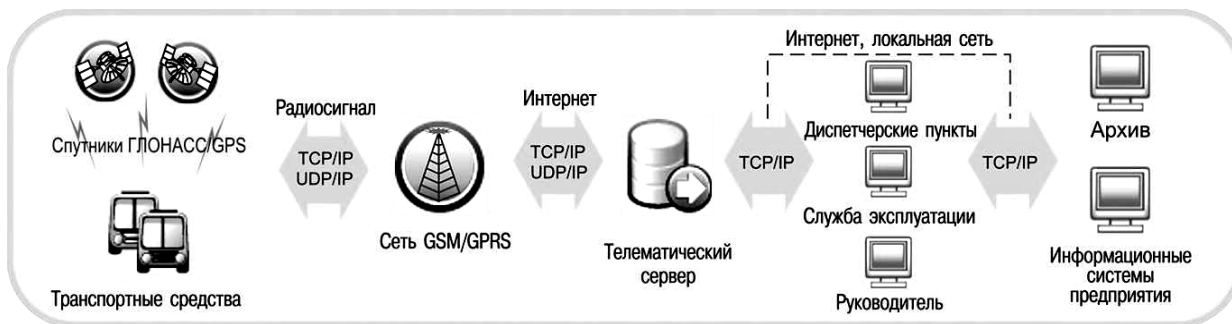 Спутники ГЛОНАСС/GPS
Транспортные средства
Радиосигнал
TCP/IP
UDP/IP
Сеть GSM/GPRS
Интернет
TCP/IP
UDP/IP
Телематический
сервер
TCP/IP
Интернет, локальная сеть
Диспетчерские пункты
Служба эксплуатации
Руководитель
TCP/IP
Архив
Информационные
системы
предприятия